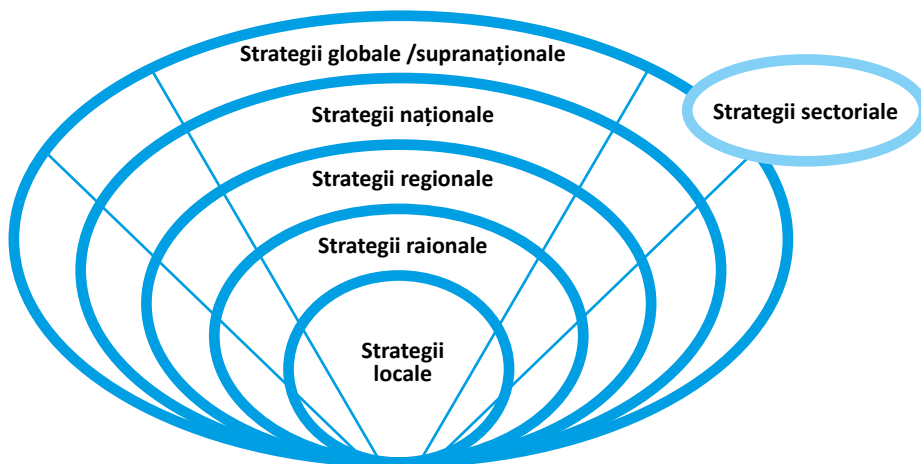 Strategii globale /supranaționale
Strategii sectoriale
Strategii naționale
Strategii regionale
Strategii raionale
Strategii
locale